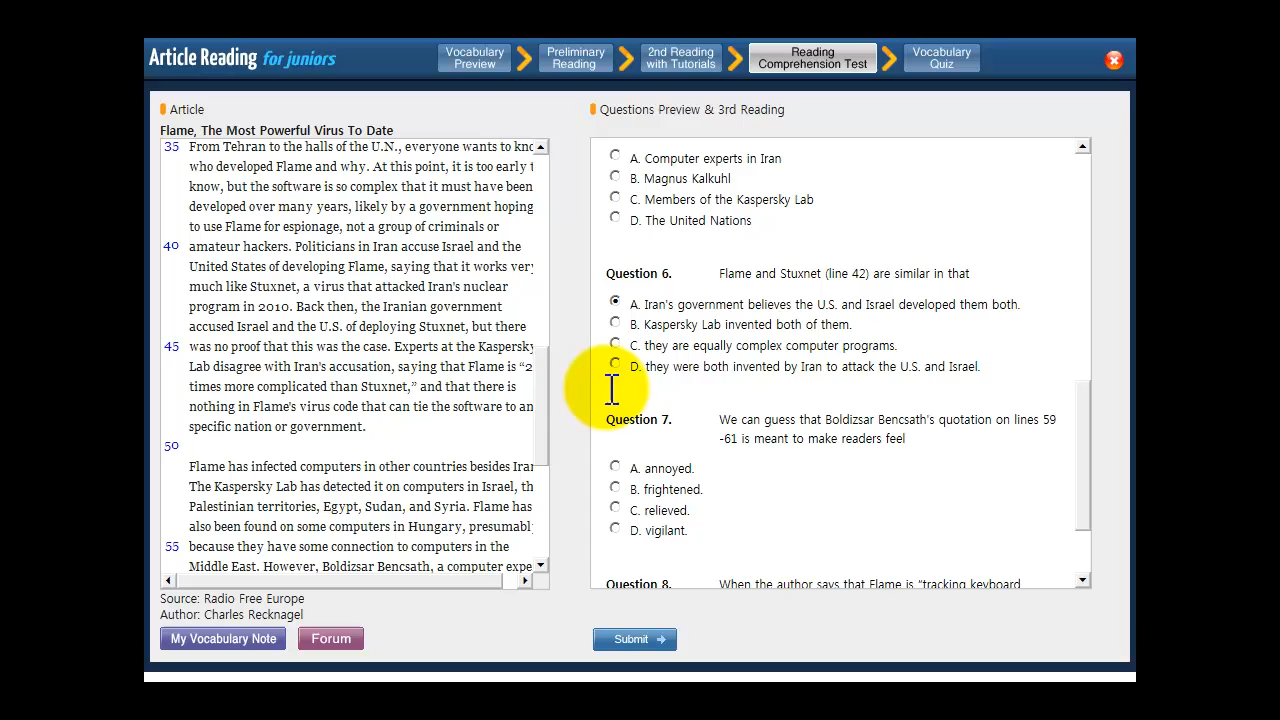 Article Reading for juniors
Vocabulary Preview
Preliminary Reading
2nd Reading with Tutorials
Reading Comprehension Test
Vocabulary Quiz
Article
Flame, The Most Powerful Virus To Date
35 From Tehran to the halls of the U.N., everyone wants to
who developed Flame and why. At this point, it is too early
know, but the software is so complex that it must have been
developed over many years, likely by a government hoping
to use Flame for espionage, not a group of criminals or
40 amateur hackers. Politicians in Iran accuse Israel and the
United States of developing Flame, saying that it works
much like Stuxnet, a virus that attacked Iran's nuclear
program in 2010. Back then, the Iranian government
accused Israel and the U.S. of deploying Stuxnet, but there
45 was no proof that this was the case. Experts at the Kaspersky
Lab disagree with Iran's accusation, saying that Flame is "2
times more complicated than Stuxnet," and that there is
nothing in Flame's virus code that can tie the software to
specific nation or government.
50
Flame has infected computers in other countries besides
The Kaspersky Lab has detected it on computers in Israel,
Palestinian territories, Egypt, Sudan, and Syria. Flame has
also been found on some computers in Hungary,
55 because they have some connection to computers in the
Middle East. However, Boldizsar Bencsath, a computer
Source: Radio Free Europe
Author: Charles Recknagel
My Vocabulary Note
Forum
Questions Preview & 3rd Reading
A. Computer experts in Iran
B. Magnus Kalkuhl
C. Members of the Kaspersky Lab
D. The United Nations
Question 6. Flame and Stuxnet (line 42) are similar in that
A. Iran's government believes the U.S. and Israel developed them both.
B. Kaspersky Lab invented both of them.
C. they are equally complex computer programs.
D. they were both invented by Iran to attack the U.S. and Israel.
Question 7. We can guess that Boldizsar Bencsath's quotation on lines 59
-61 is meant to make readers feel
A. annoyed.
B. frightened.
C. relieved.
D. vigilant.
Question 8. When the author says that Flame is "tracking keyboard
Submit